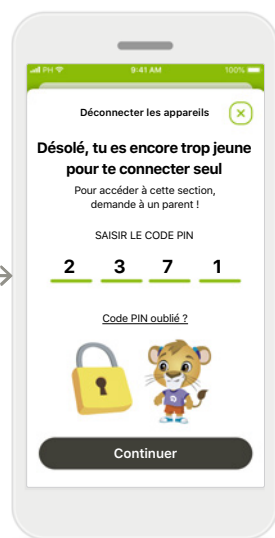 PH 9:41 AM 100%
Déconnecter les appareils
Désolé, tu es encore trop jeune
pour te connecter seul
Pour accéder à cette section,
demande à un parent !
SAISIR LE CODE PIN
2 3 7 1
Code PIN oublié ?
Continuer